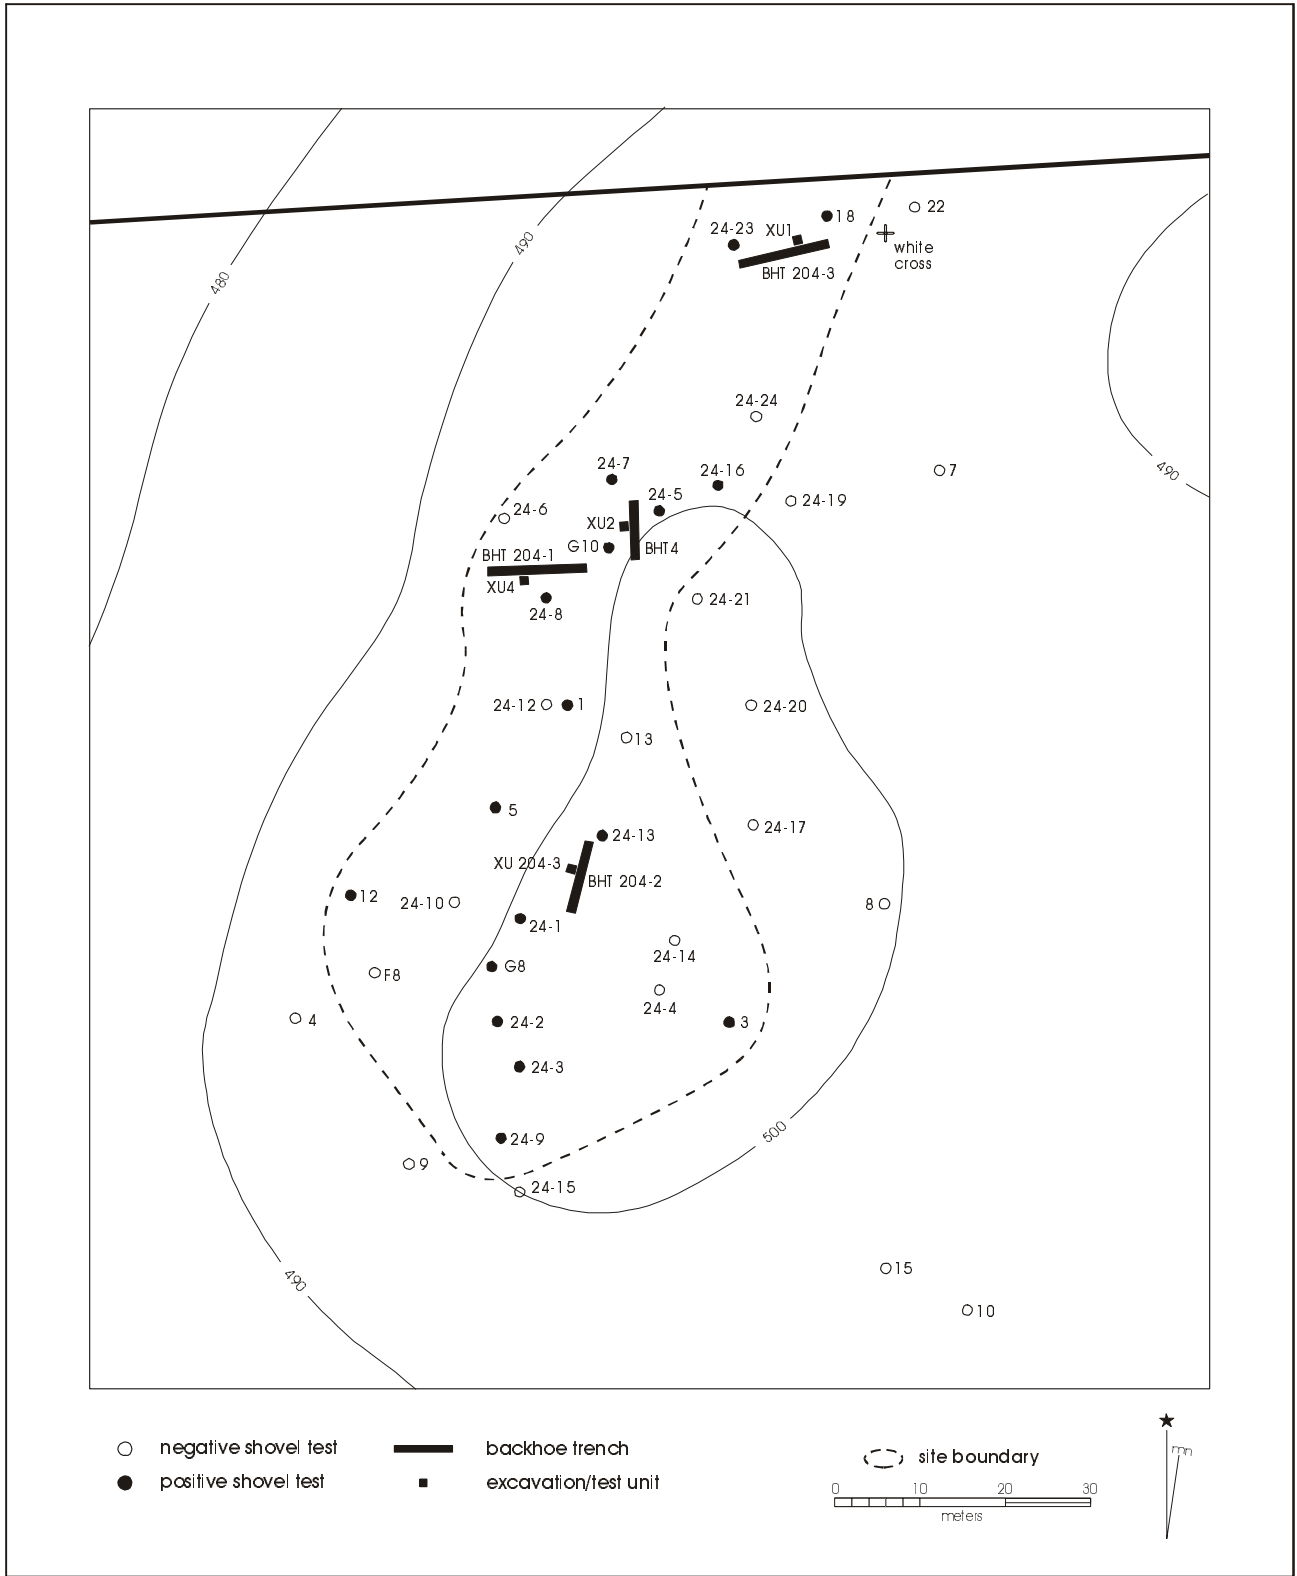 22
18
24-23
XU1
white
cross
490
BHT 204-3
480
24-24
24-7
24-16
490
7
24-5
24-19
24-6
XU2
G10
BHT4
BHT 204-1
XU4
24-8
24-21
24-12
1
24-20
13
5
24-17
24-13
XU 204-3
BHT 204-2
12
24-10
8
24-1
24-14
G8
F8
24-4
4
24-2
3
24-3
500
24-9
9
24-15
15
490
10
negative shovel test
backhoe trench
site boundary
positive shovel test
excavation/test unit
0 10 20 30
meters
mn